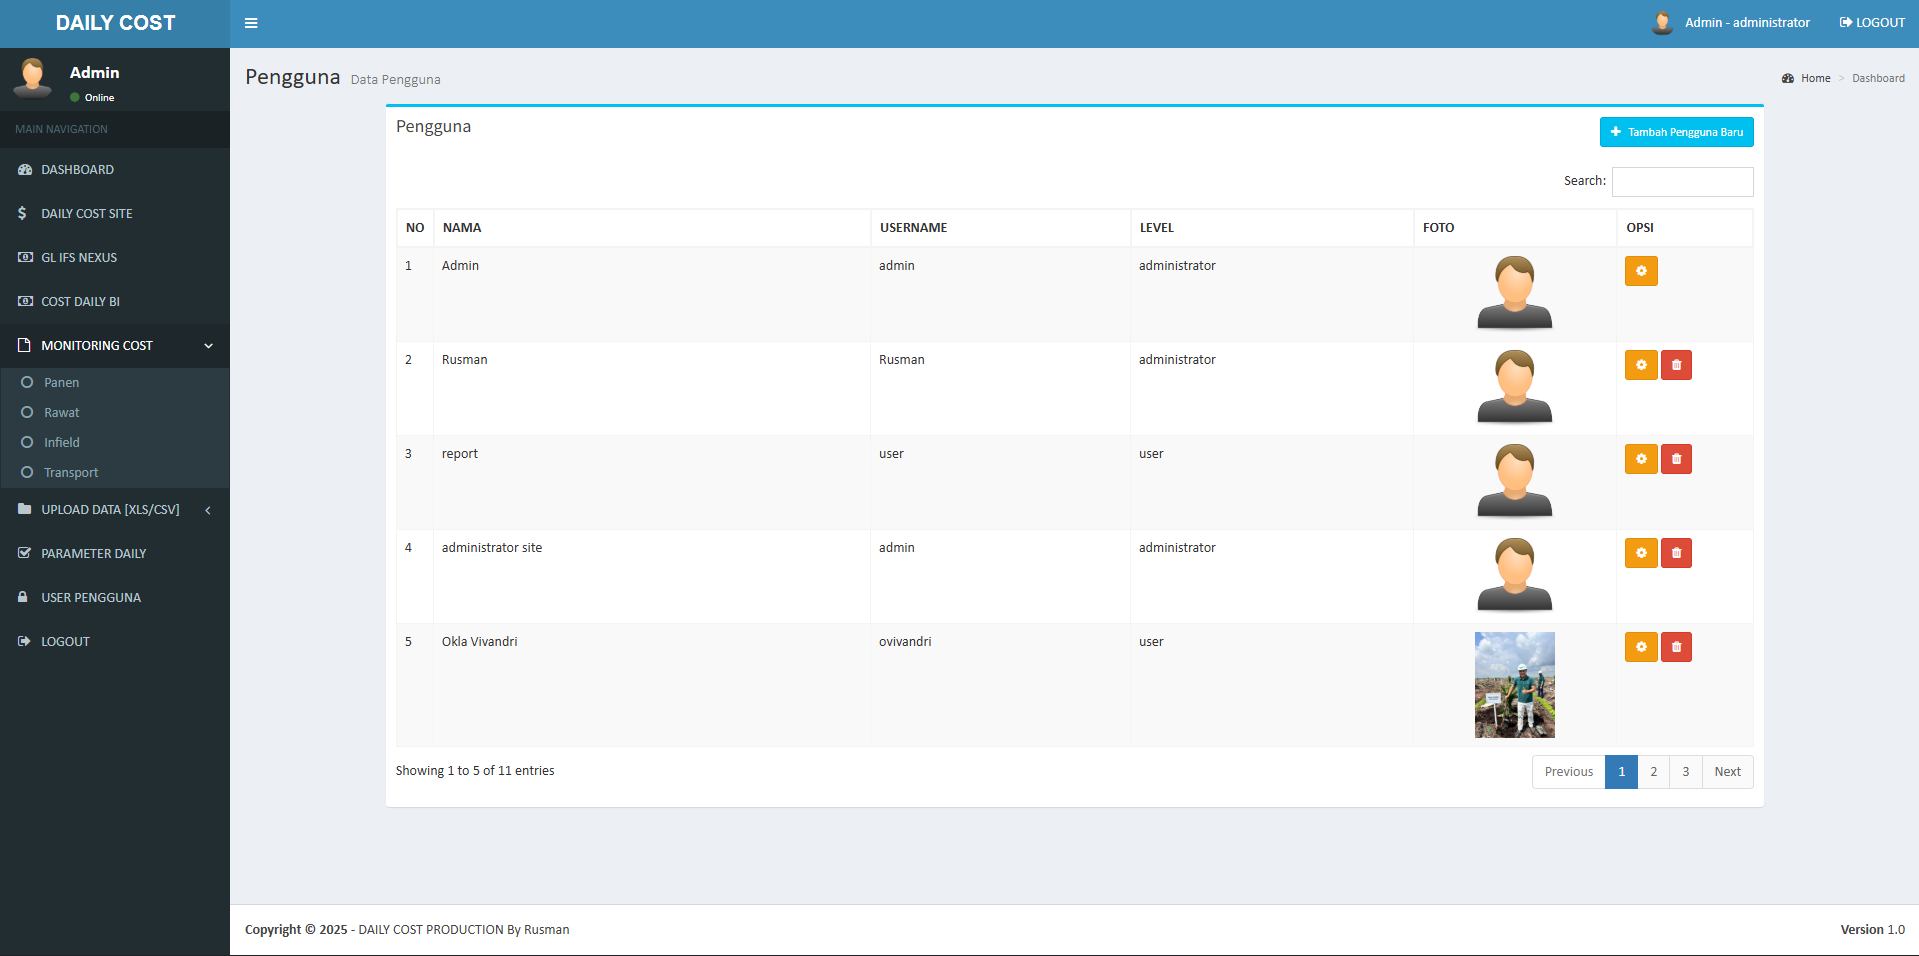 DAILY COST
Admin - administrator
LOGOUT
Admin
Online
MAIN NAVIGATION
DASHBOARD
DAILY COST SITE
GL IFS NEXUS
COST DAILY BI
MONITORING COST
Panen
Rawat
Infield
Transport
UPLOAD DATA [XLS/CSV]
PARAMETER DAILY
USER PENGGUNA
LOGOUT
Pengguna Data Pengguna
Home > Dashboard
Pengguna
Tambah Pengguna Baru
Search:
NO NAMA USERNAME LEVEL FOTO OPSI
1 Admin admin administrator
2 Rusman Rusman administrator
3 report user user
4 administrator site admin administrator
5 Okla Vivandri ovivandri user
Showing 1 to 5 of 11 entries
Previous 1 2 3 Next
Copyright © 2025 - DAILY COST PRODUCTION By Rusman
Version 1.0